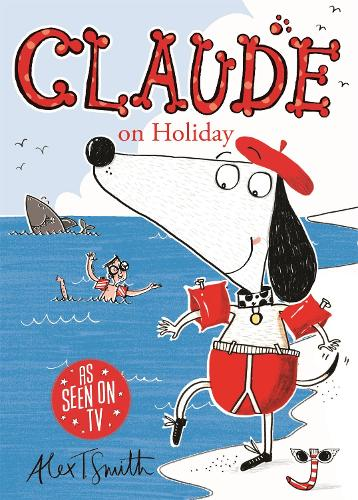 CLAUDE
on Holiday
AS
SEEN ON
TV
Alex T Smith